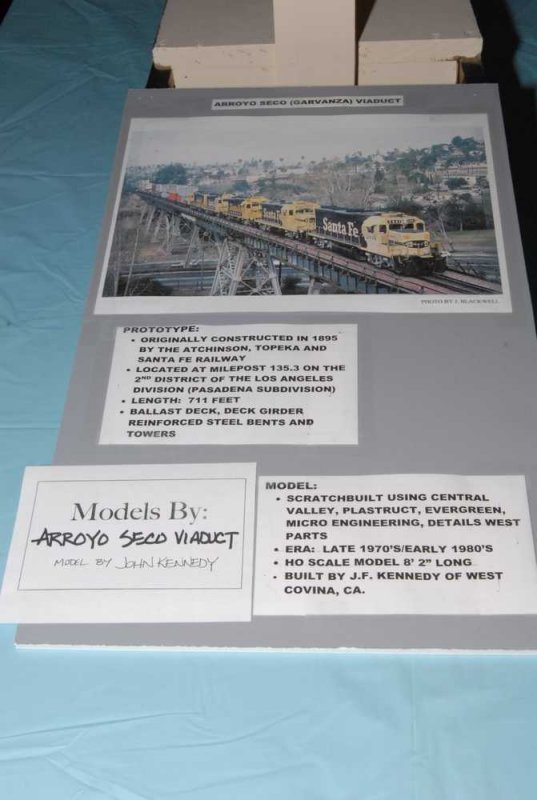 ARROYO SECO (GARVANZA) VIADUCT
Santa Fe
PHOTO BY J. BLACKWELL
PROTOTYPE:
• ORIGINALLY CONSTRUCTED IN 1895
BY THE ATCHINSON, TOPEKA AND
SANTA FE RAILWAY
• LOCATED AT MILEPOST 135.3 ON THE
2ND DISTRICT OF THE LOS ANGELES
DIVISION (PASADENA SUBDIVISION)
• LENGTH: 711 FEET
• BALLAST DECK, DECK GIRDER
REINFORCED STEEL BENTS AND
TOWERS
Models By:
ARROYO SECO VIADUCT
MODEL BY JOHN KENNEDY
MODEL:
• SCRATCHBUILT USING CENTRAL
VALLEY, PLASTRUCT, EVERGREEN,
MICRO ENGINEERING, DETAILS WEST
PARTS
• ERA: LATE 1970'S/EARLY 1980'S
• HO SCALE MODEL 8' 2" LONG
• BUILT BY J.F. KENNEDY OF WEST
COVINA, CA.